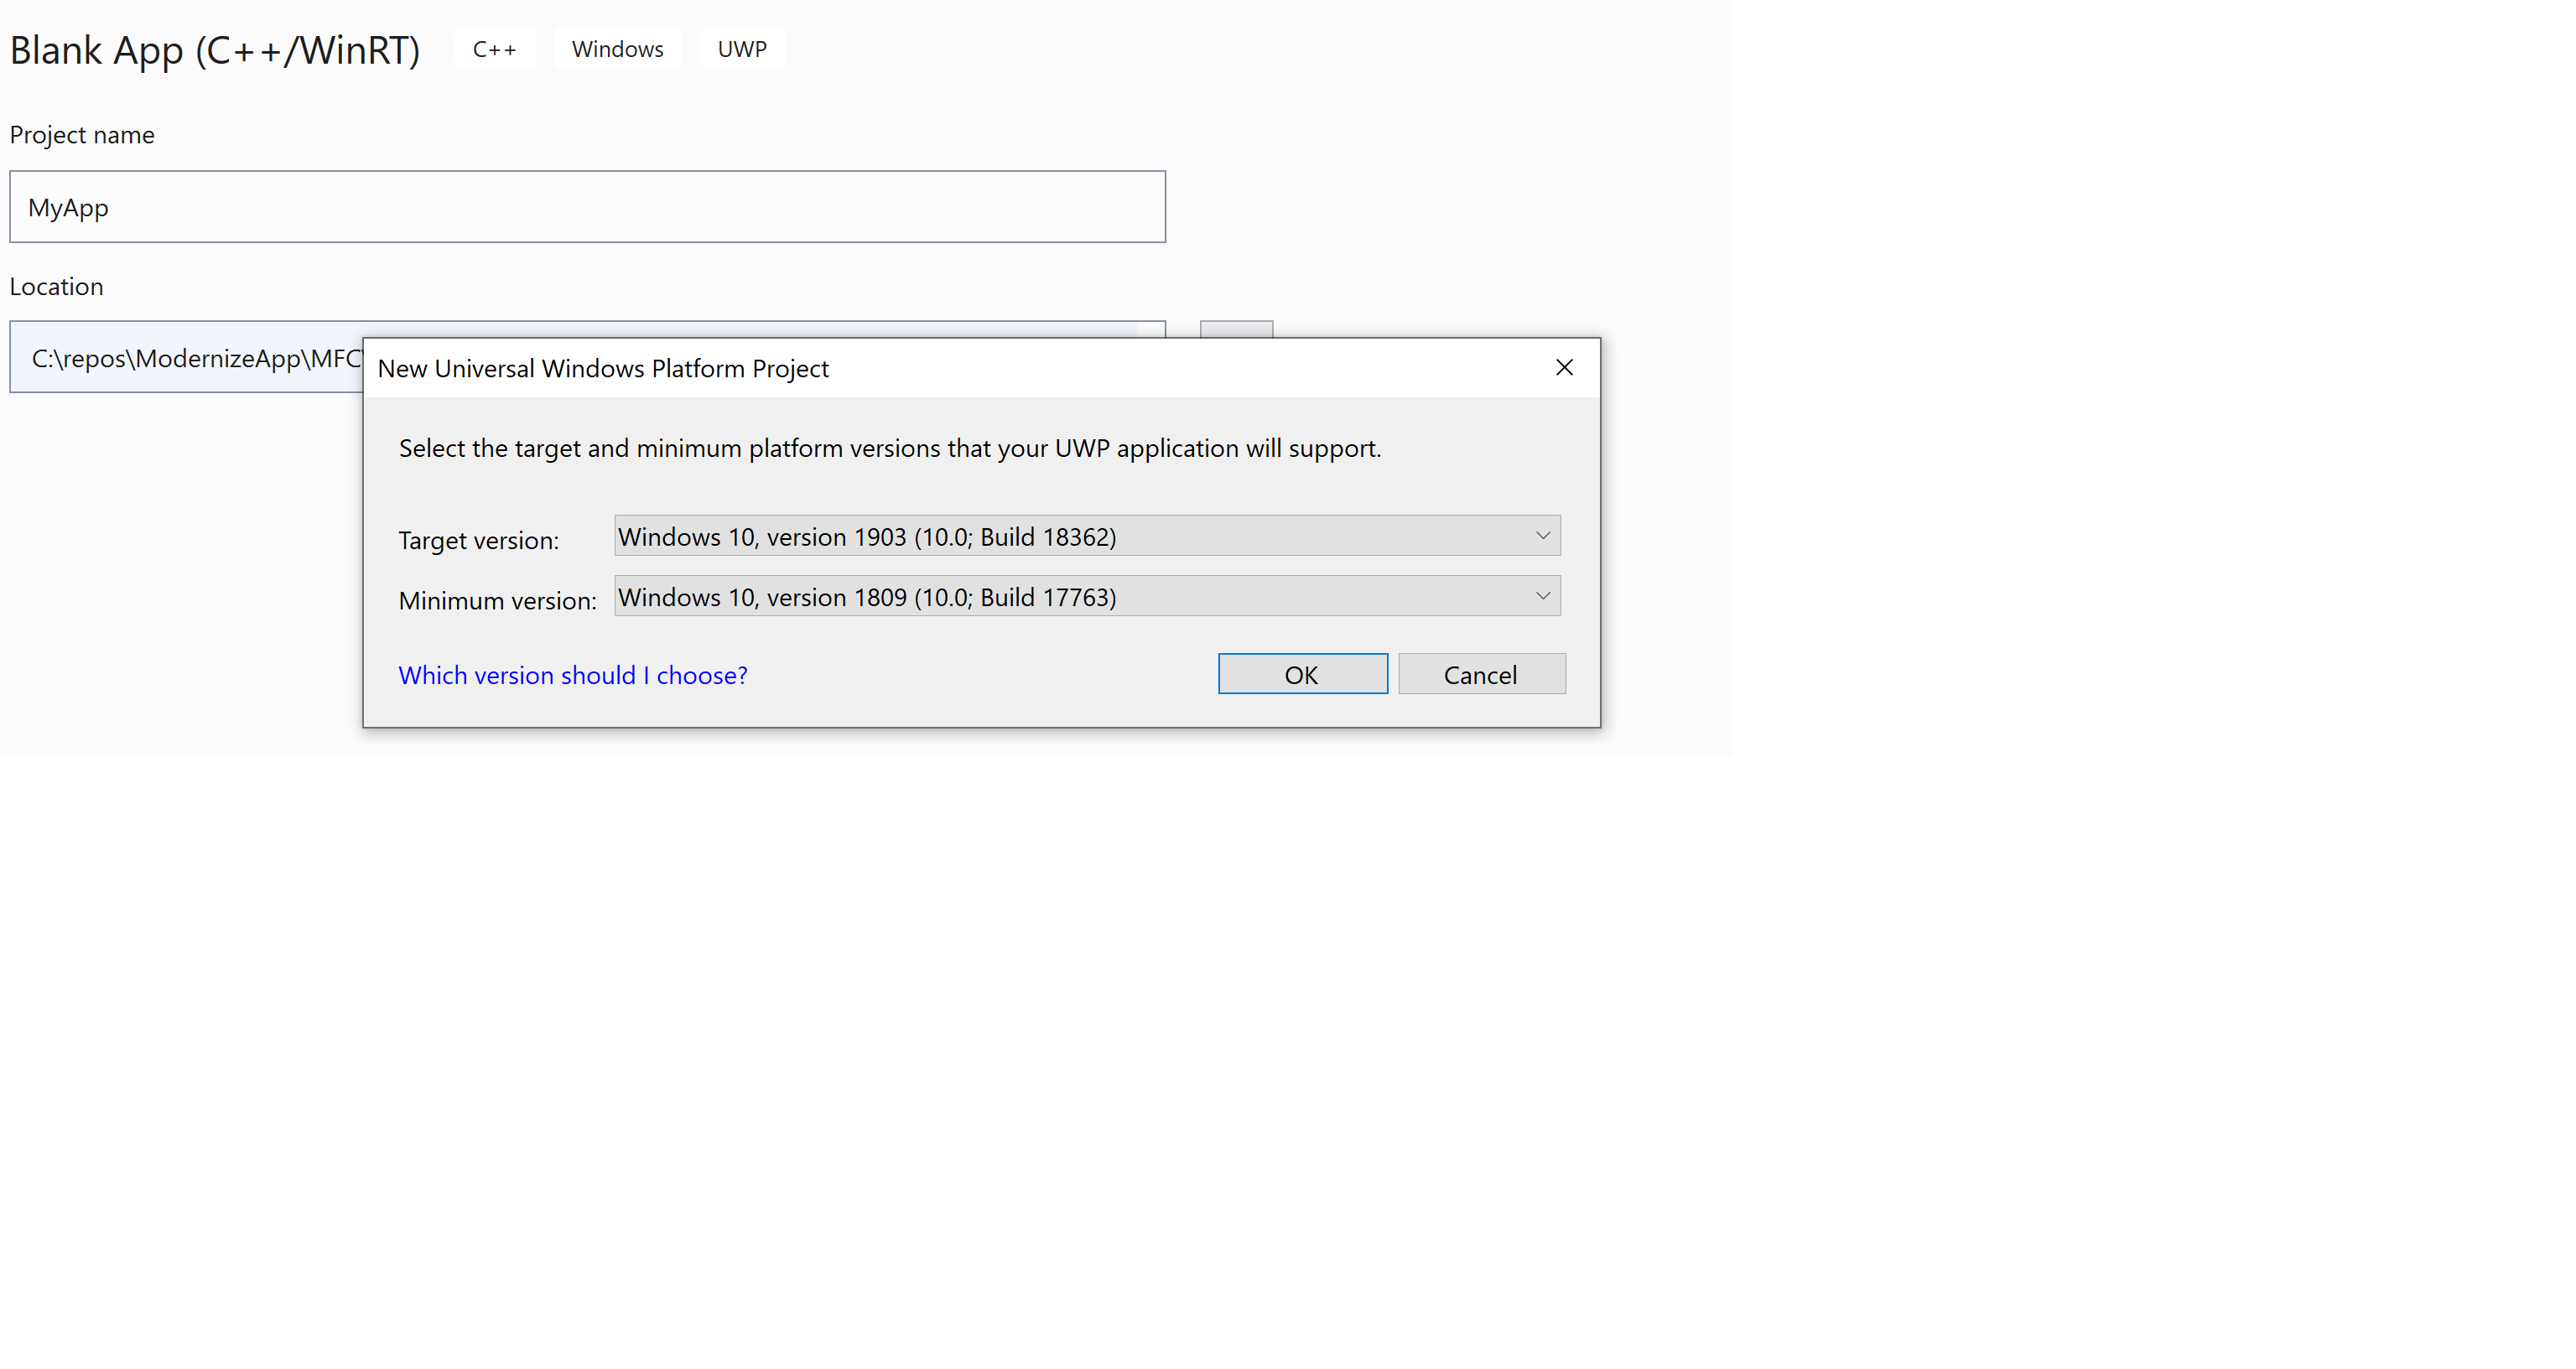 Blank App (C++/WinRT) C++ Windows UWP
Project name
MyApp
Location
C:\repos\ModernizeApp\MFC
New Universal Windows Platform Project
Select the target and minimum platform versions that your UWP application will support.
Target version: Windows 10, version 1903 (10.0; Build 18362)
Minimum version: Windows 10, version 1809 (10.0; Build 17763)
Which version should I choose? OK Cancel